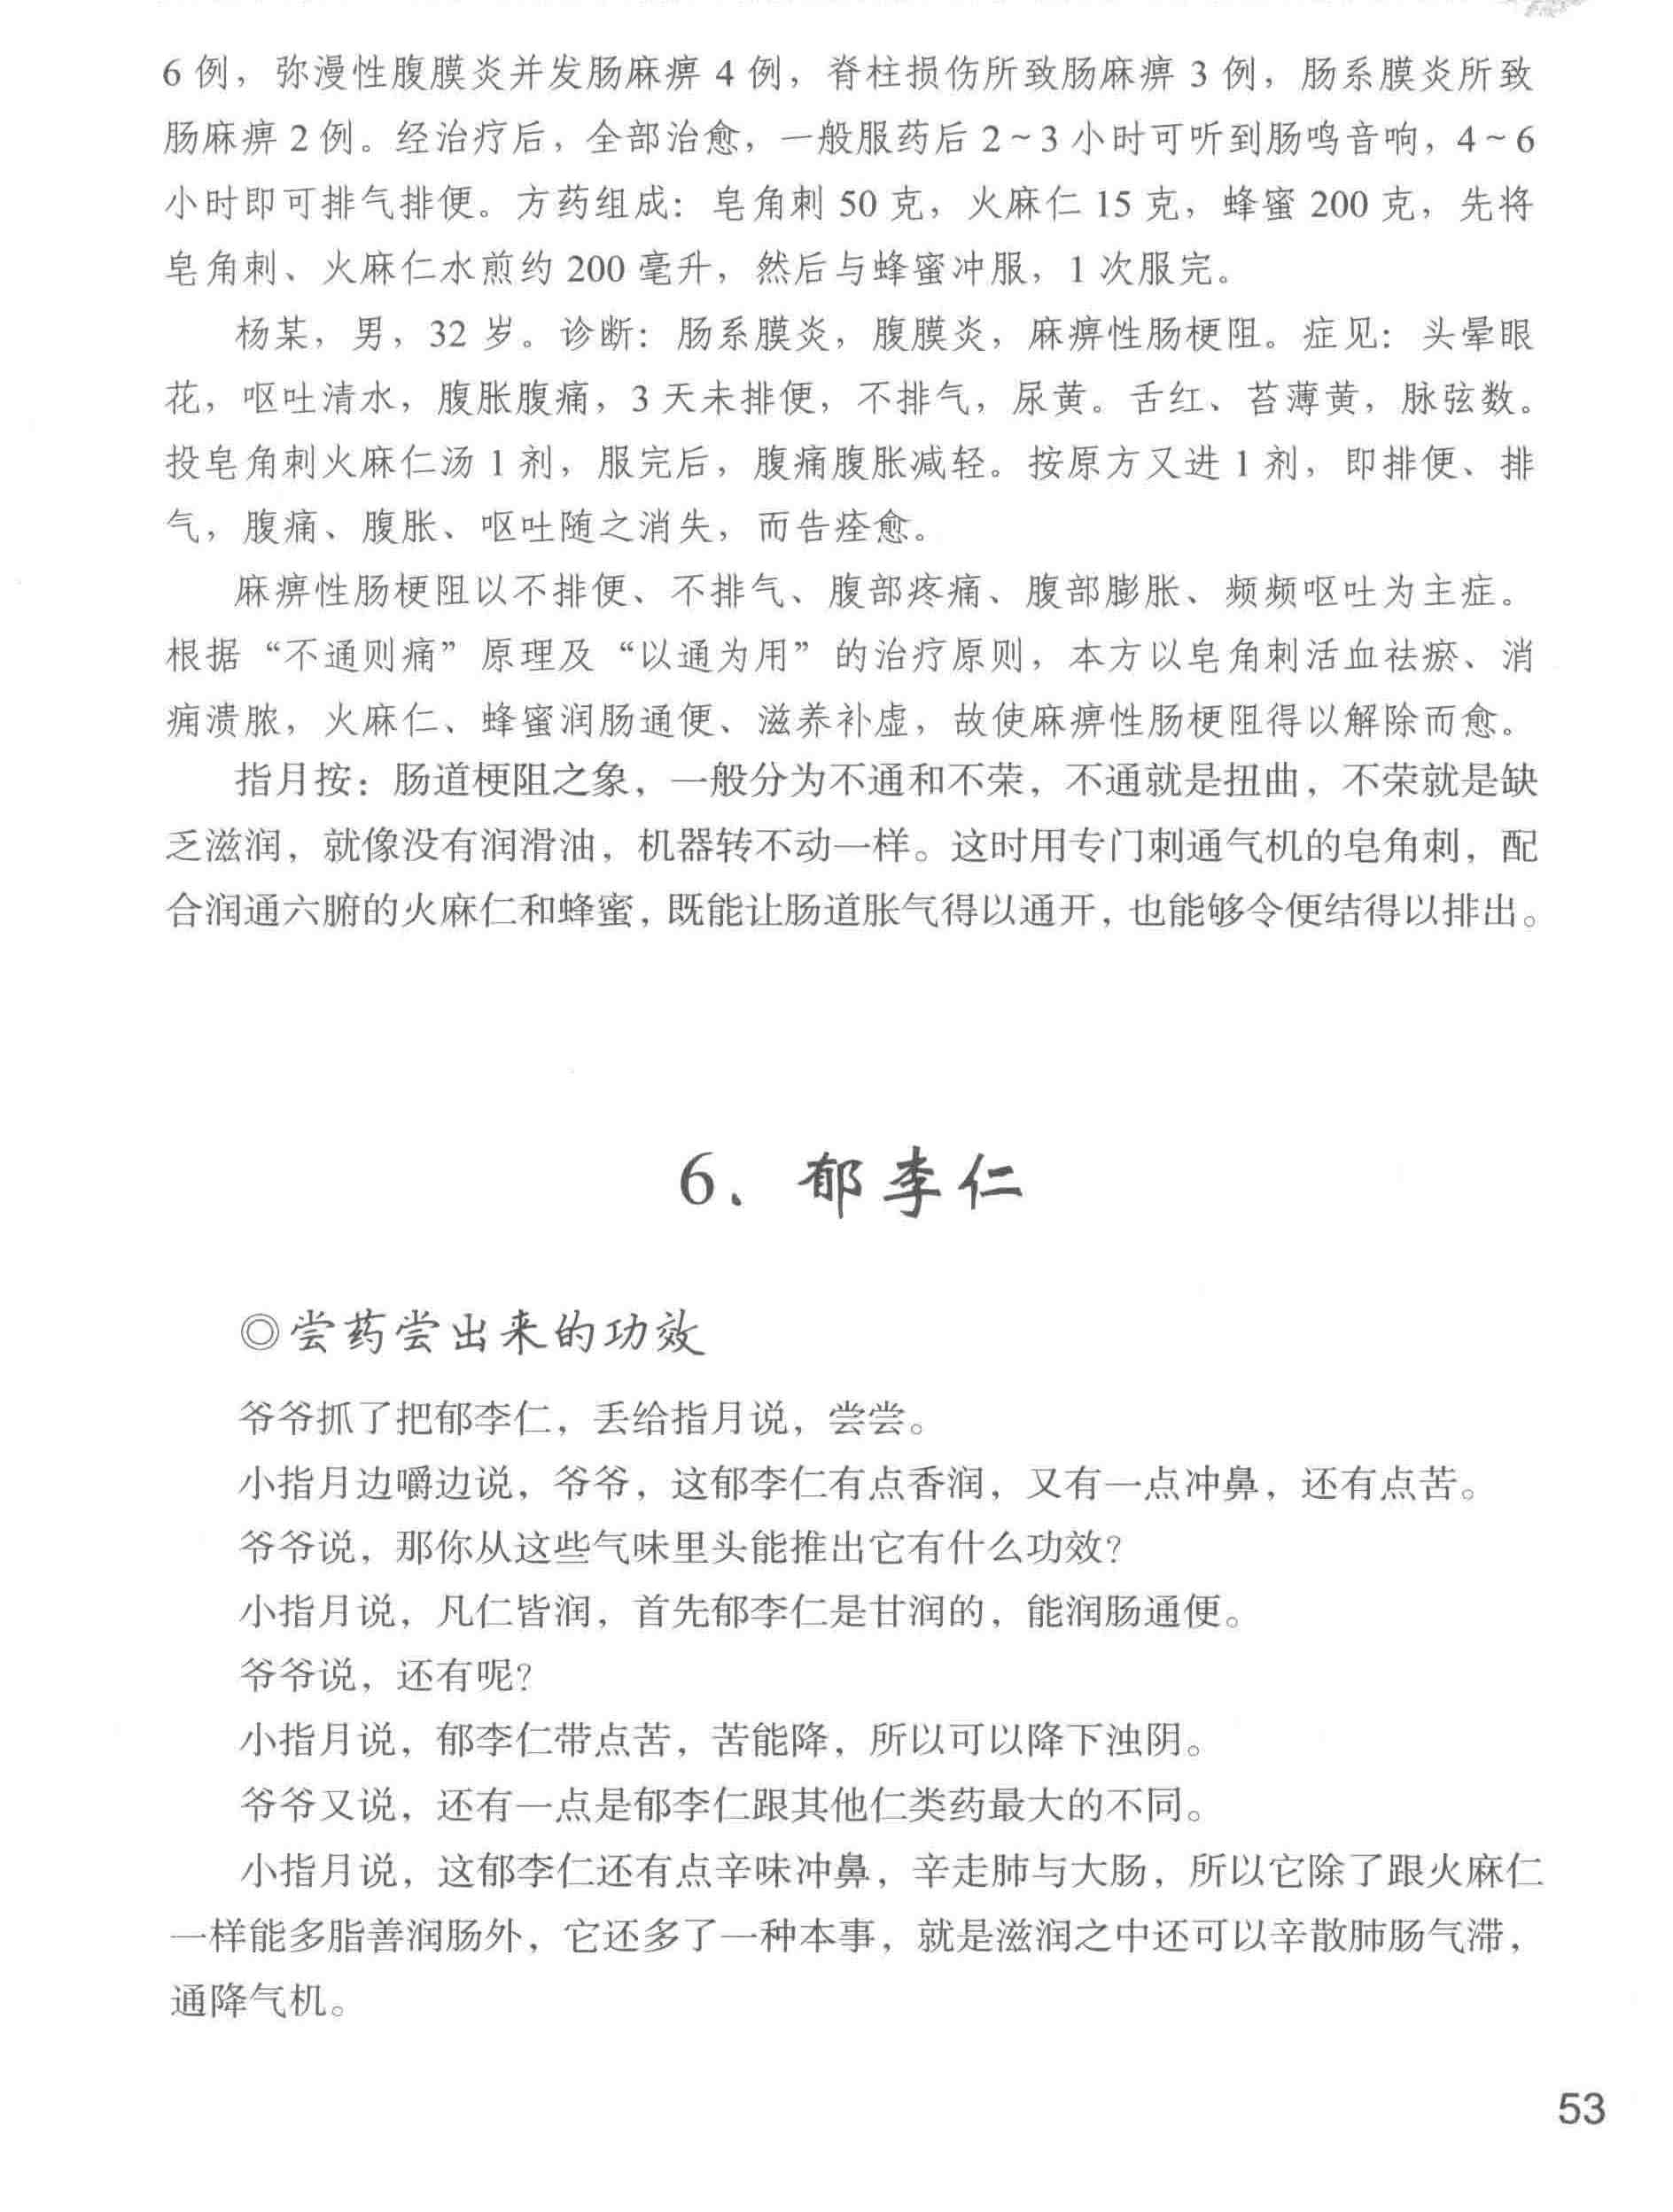 6 例，弥漫性腹膜炎并发肠麻痹 4 例，脊柱损伤所致肠麻痹 3 例，肠系膜炎所致
肠麻痹 2 例。经治疗后，全部治愈，一般服药后 2~3 小时可听到肠鸣音响，4~6
小时即可排气排便。方药组成：皂角刺 50 克，火麻仁 15 克，蜂蜜 200 克，先将
皂角刺、火麻仁水煎约 200 毫升，然后与蜂蜜冲服，1 次服完。
杨某，男，32 岁。诊断：肠系膜炎，腹膜炎，麻痹性肠梗阻。症见：头晕眼
花，呕吐清水，腹胀腹痛，3 天未排便，不排气，尿黄。舌红、苔薄黄，脉弦数。
投皂角刺火麻仁汤 1 剂，服完后，腹痛腹胀减轻。按原方又进 1 剂，即排便、排
气，腹痛、腹胀、呕吐随之消失，而告痊愈。
麻痹性肠梗阻以不排便、不排气、腹部疼痛、腹部膨胀、频频呕吐为主症。
根据“不通则痛”原理及“以通为用”的治疗原则，本方以皂角刺活血祛瘀、消
痈溃脓，火麻仁、蜂蜜润肠通便、滋养补虚，故使麻痹性肠梗阻得以解除而愈。
指月按：肠道梗阻之象，一般分为不通和不荣，不通就是扭曲，不荣就是缺
乏滋润，就像没有润滑油，机器转不动一样。这时用专门刺通气机的皂角刺，配
合润通六腑的火麻仁和蜂蜜，既能让肠道胀气得以通开，也能够令便结得以排出。
6、郁李仁
◎尝药尝出来的功效
爷爷抓了把郁李仁，丢给指月说，尝尝。
小指月边嚼边说，爷爷，这郁李仁有点香润，又有一点冲鼻，还有点苦。
爷爷说，那你从这些气味里头能推出它有什么功效？
小指月说，凡仁皆润，首先郁李仁是甘润的，能润肠通便。
爷爷说，还有呢？
小指月说，郁李仁带点苦，苦能降，所以可以降下浊阴。
爷爷又说，还有一点是郁李仁跟其他仁类药最大的不同。
小指月说，这郁李仁还有点辛味冲鼻，辛走肺与大肠，所以它除了跟火麻仁
一样能多脂善润肠外，它还多了一种本事，就是滋润之中还可以辛散肺肠气滞，
通降气机。
53